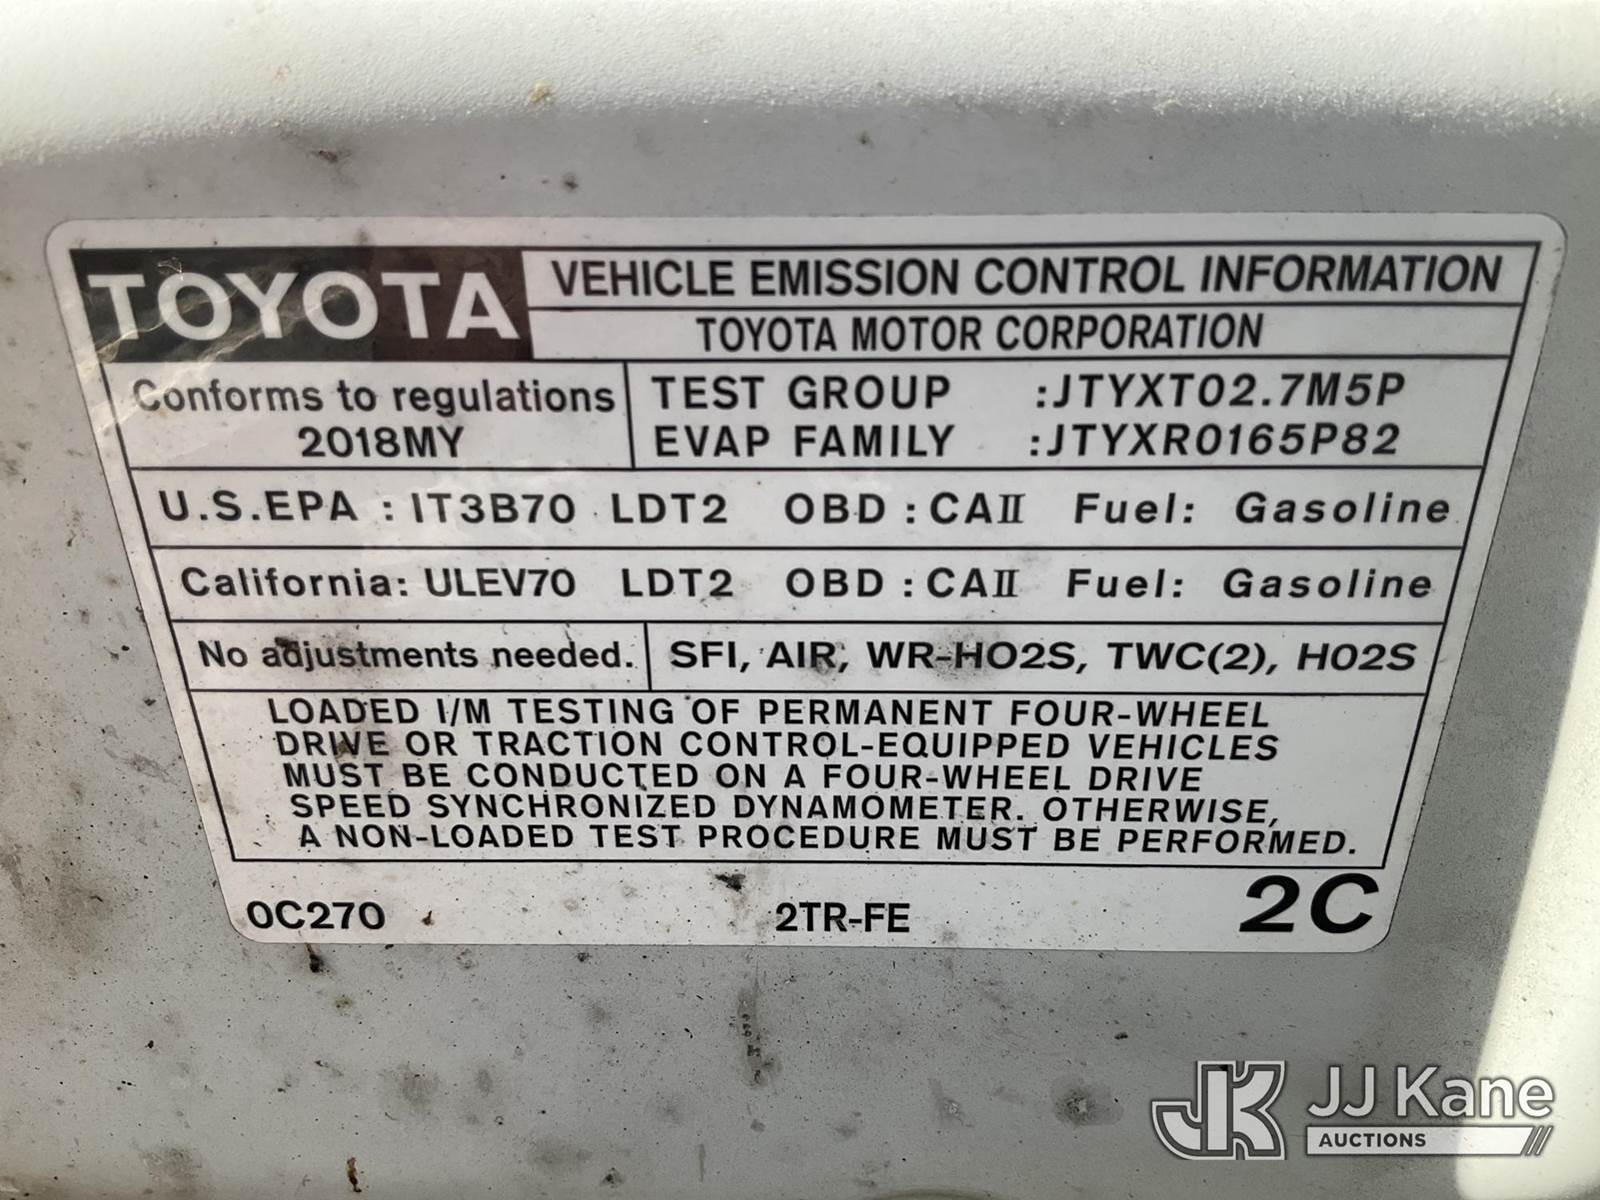 TOYOTA VEHICLE EMISSION CONTROL INFORMATION
TOYOTA MOTOR CORPORATION
Conforms to regulations
2018MY
TEST GROUP :JTYXT02.7M5P
EVAP FAMILY :JTYXR0165P82
U.S.EPA : IT3B70 LDT2 OBD : CAII Fuel: Gasoline
California: ULEV70 LDT2 OBD : CAII Fuel: Gasoline
No adjustments needed. SFI, AIR, WR-HO2S, TWC(2), HO2S
LOADED I/M TESTING OF PERMANENT FOUR-WHEEL
DRIVE OR TRACTION CONTROL-EQUIPPED VEHICLES
MUST BE CONDUCTED ON A FOUR-WHEEL DRIVE
SPEED SYNCHRONIZED DYNAMOMETER. OTHERWISE,
A NON-LOADED TEST PROCEDURE MUST BE PERFORMED.
0C270 2TR-FE 2C
JK JJ Kane
AUCTIONS